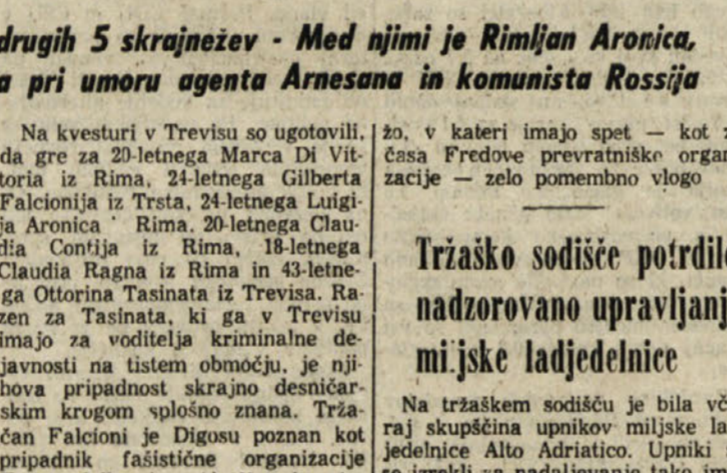 drugih 5 skrajnežev - Med njimi je Rimljan Aronica,
a pri umoru agenta Arnesana in komunista Rossija
Na kvesturi v Trevisu so ugotovili,
da gre za 20-letnega Marca Di Vit-
toria iz Rima, 24-letnega Gilberta
Falcionija iz Trsta, 24-letnega Luigi-
ja Aronica Rima. 20-letnega Clau-
dia Contija iz Rima, 18-letnega
Claudia Ragna iz Rima in 43-letne-
ga Ottorina Tasinata iz Trevisa. Ra-
zen za Tasinata, ki ga v Trevisu
imajo za voditelja kriminalne de-
javnosti na tistem območju, je nji-
hova pripadnost skrajno desničar-
skim krogom splošno znana. Trža-
čan Falcioni je Digosu poznan kot
pripadnik fašistične organizacije
žo, v kateri imajo spet — kot
časa Fredove prevratniške organ
zacije — zelo pomembno vlogo
Tržaško sodišče potrdilo
nadzorovano upravljanj
miljske ladjedelnice
Na tržaškem sodišču je bila vč
raj skupščina upnikov miljske la
jedelnice Alto Adriatico. Upniki